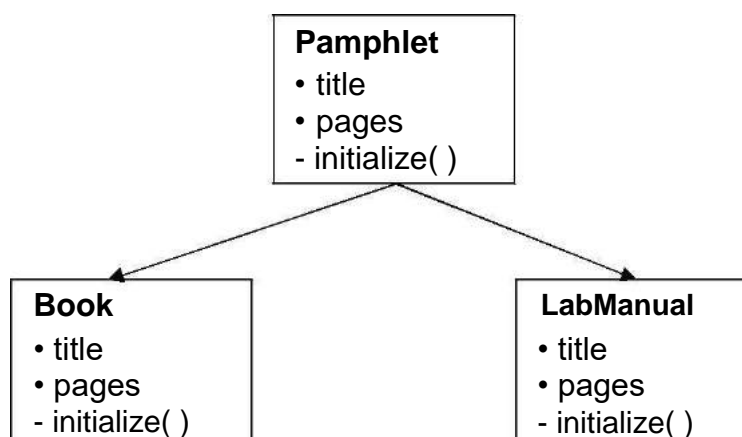 Pamphlet
• title
• pages
- initialize( )
Book
• title
• pages
- initialize( )
LabManual
• title
• pages
- initialize( )